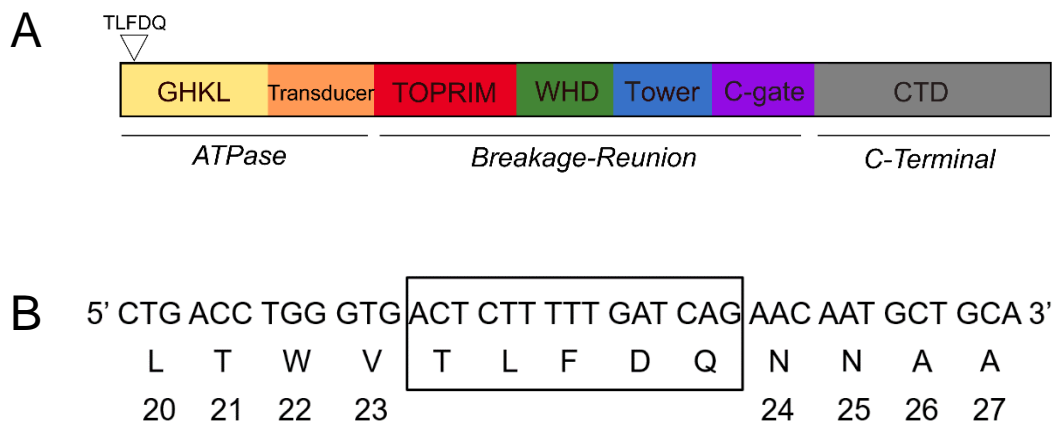 A
TLFDQ
GHKL Transducer TOPRIM WHD Tower C-gate CTD
ATPase Breakage-Reunion C-Terminal
B
5’ CTG ACC TGG GTG ACT CTT TTT GAT CAG AAC AAT GCT GCA 3’
L T W V T L F D Q N N A A
20 21 22 23 24 25 26 27